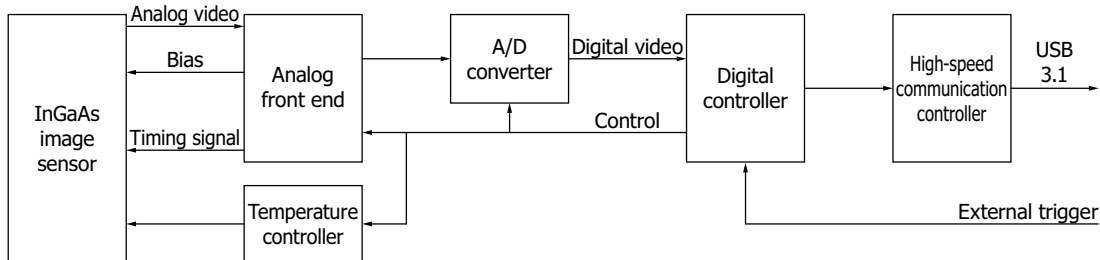 Analog video
Bias
Timing signal
InGaAs
image
sensor
Analog
front end
Temperature
controller
A/D
converter
Digital video
Control
Digital
controller
High-speed
communication
controller
USB
3.1
External trigger